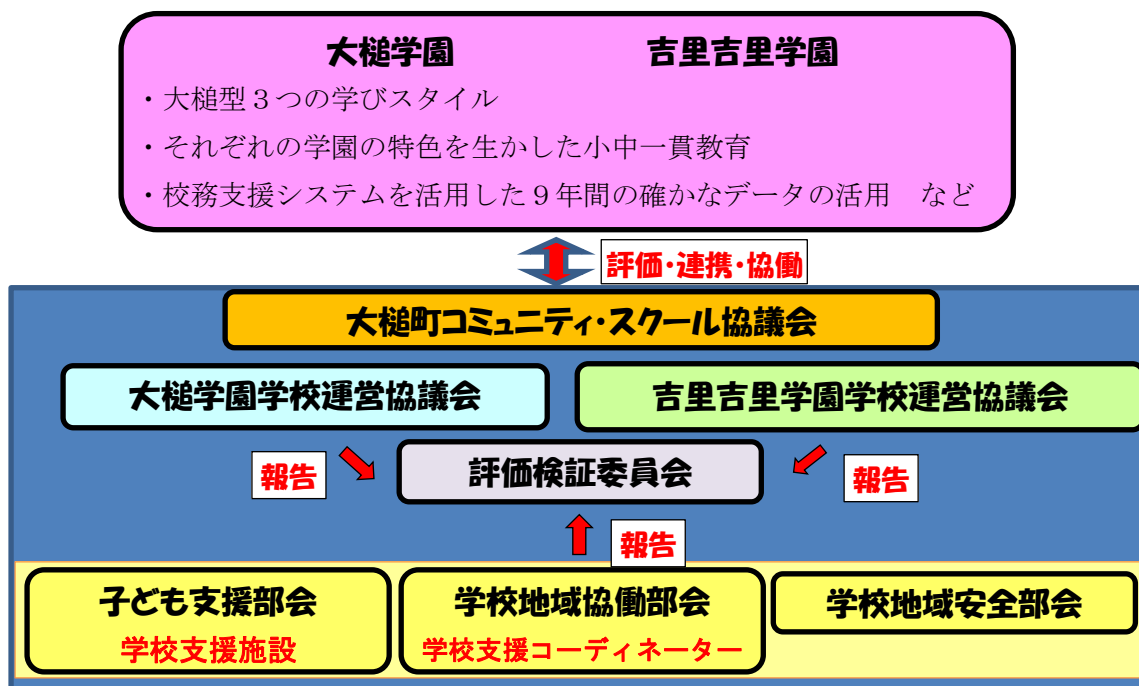 大槌学園　吉里吉里学園
・大槌型３つの学びスタイル
・それぞれの学園の特色を生かした小中一貫教育
・校務支援システムを活用した９年間の確かなデータの活用　など
評価・連携・協働
大槌町コミュニティ・スクール協議会
大槌学園学校運営協議会
吉里吉里学園学校運営協議会
報告
評価検証委員会
報告
報告
子ども支援部会
学校支援施設
学校地域協働部会
学校支援コーディネーター
学校地域安全部会